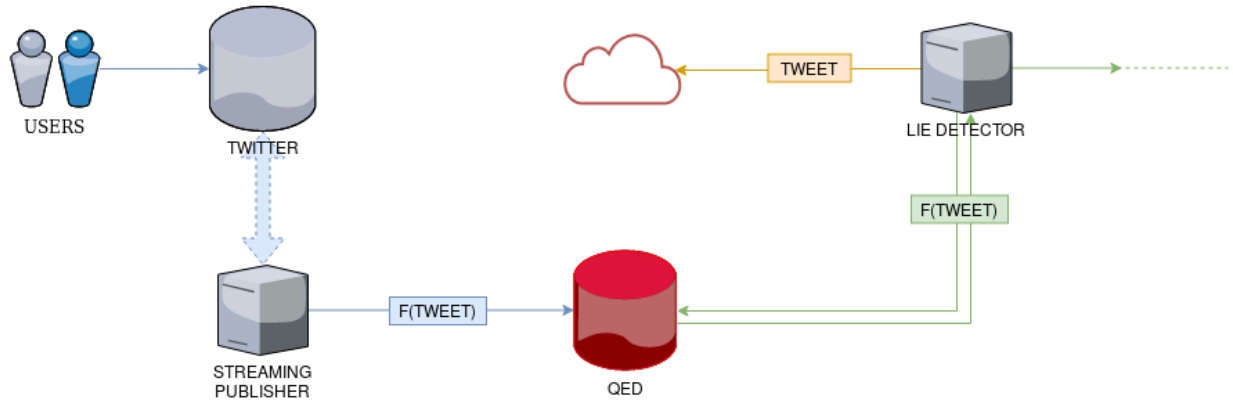 USERS
TWITTER
TWEET
LIE DETECTOR
F(TWEET)
STREAMING
PUBLISHER
F(TWEET)
QED